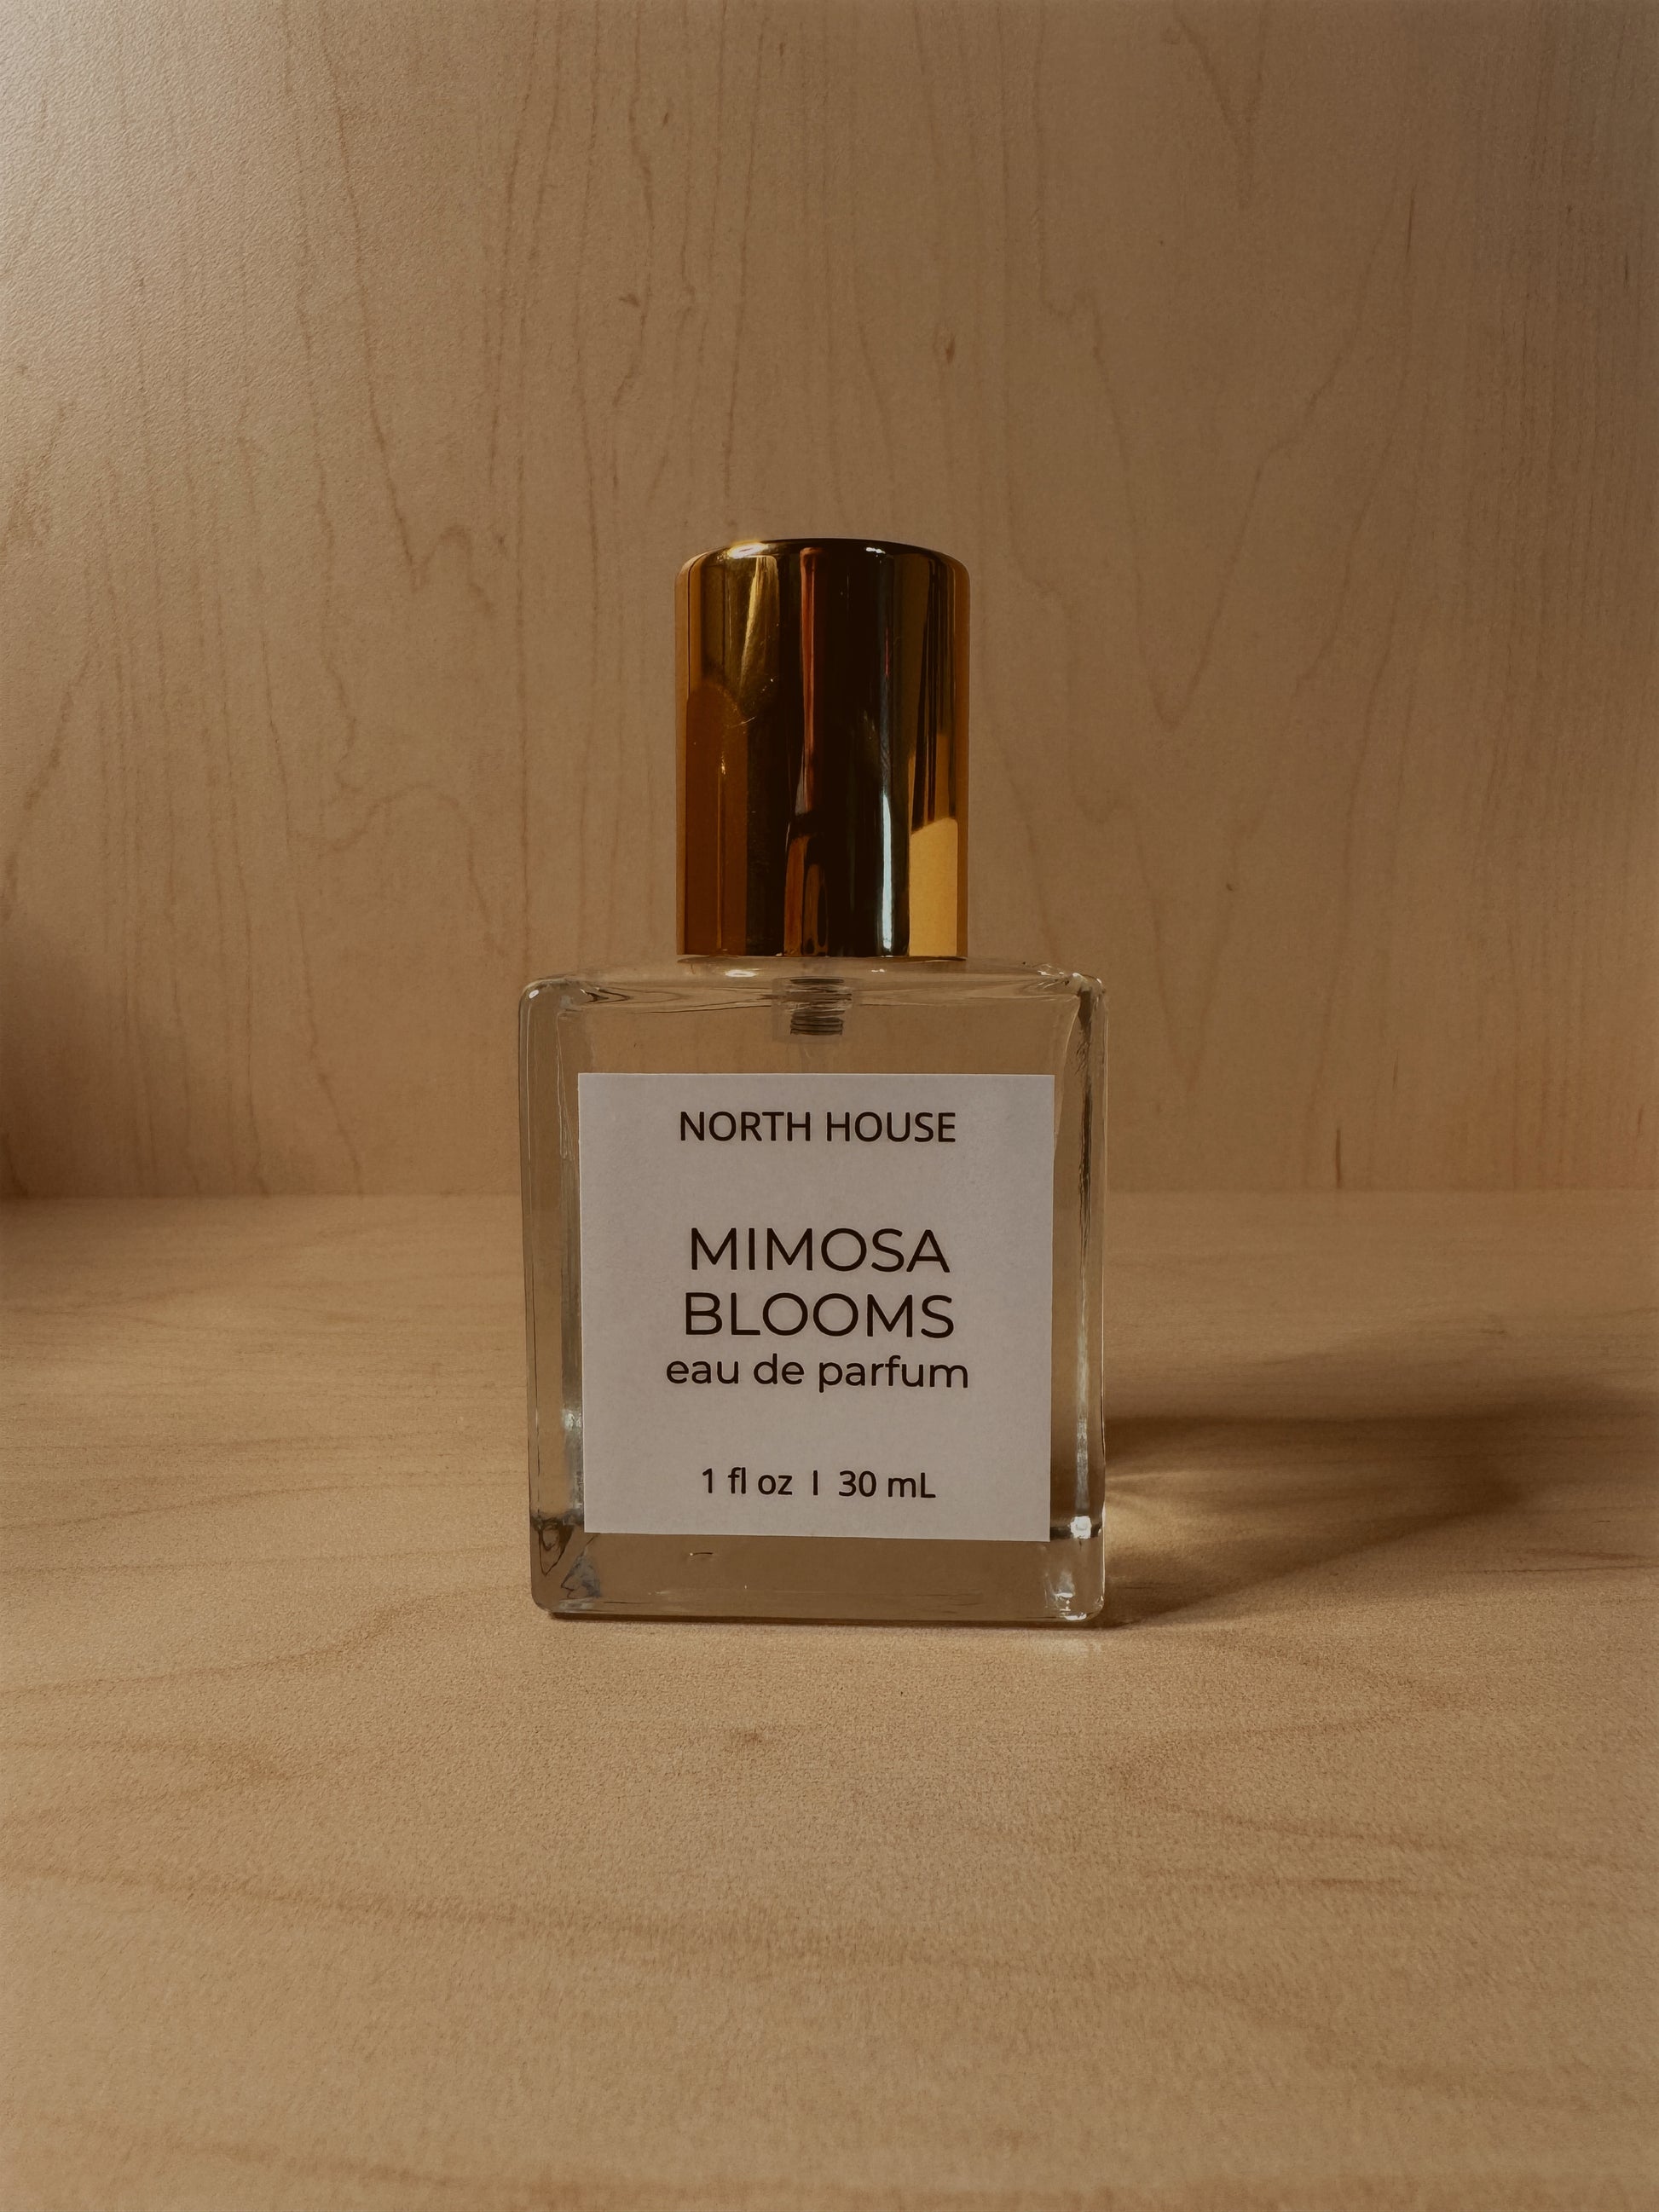 NORTH HOUSE
MIMOSA
BLOOMS
eau de parfum
1 fl oz | 30 mL